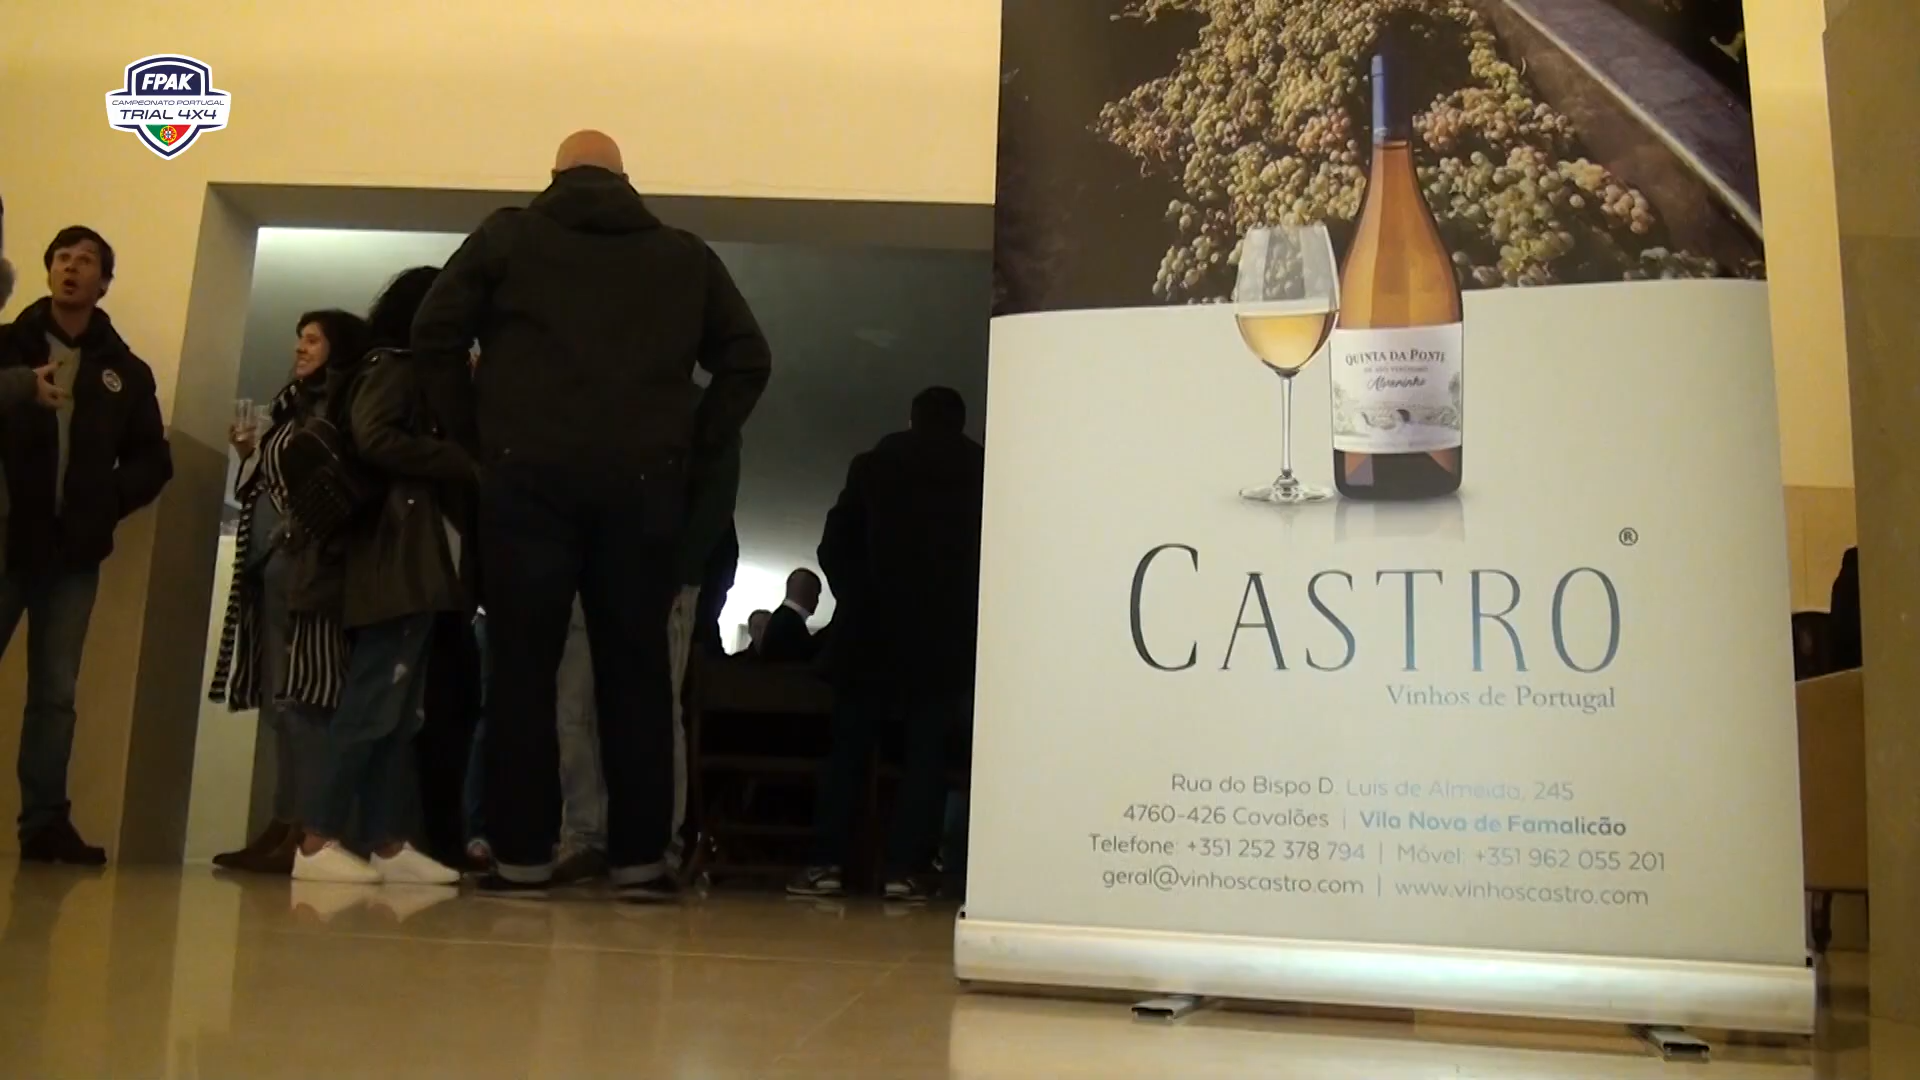 FPAK
CAMPEONATO PORTUGAL
TRIAL 4X4
QUINTA DA PONTE
Alvarinho
CASTRO®
Vinhos de Portugal
Rua do Bispo D. Luis de Almeida, 245
4760-426 Cavalões | Vila Nova de Famalicão
Telefone: +351 252 378 794 | Móvel: +351 962 055 201
geral@vinhoscastro.com | www.vinhoscastro.com